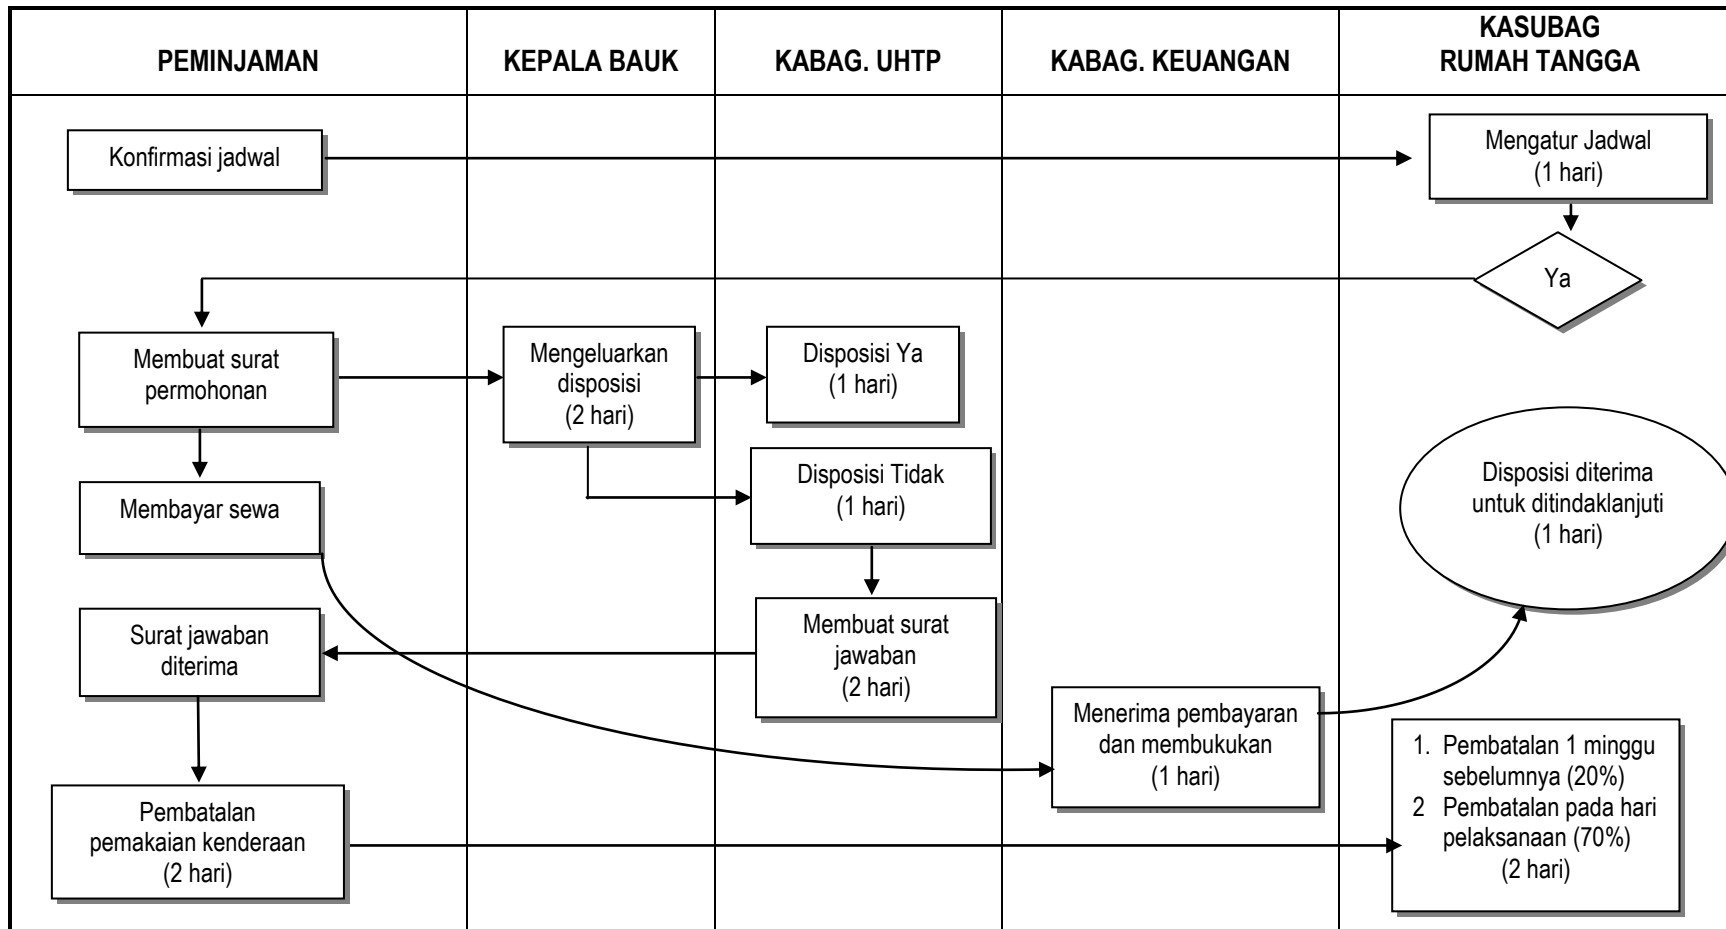 PEMINJAMAN
KEPALA BAUK
KABAG. UHTP
KABAG. KEUANGAN
KASUBAG
RUMAH TANGGA
Konfirmasi jadwal
Mengatur Jadwal
(1 hari)
Ya
Membuat surat
permohonan
Mengeluarkan
disposisi
(2 hari)
Disposisi Ya
(1 hari)
Disposisi Tidak
(1 hari)
Disposisi diterima
untuk ditindaklanjuti
(1 hari)
Membayar sewa
Surat jawaban
diterima
Membuat surat
jawaban
(2 hari)
Menerima pembayaran
dan membukukan
(1 hari)
1. Pembatalan 1 minggu
sebelumnya (20%)
2 Pembatalan pada hari
pelaksanaan (70%)
(2 hari)
Pembatalan
pemakaian kenderaan
(2 hari)